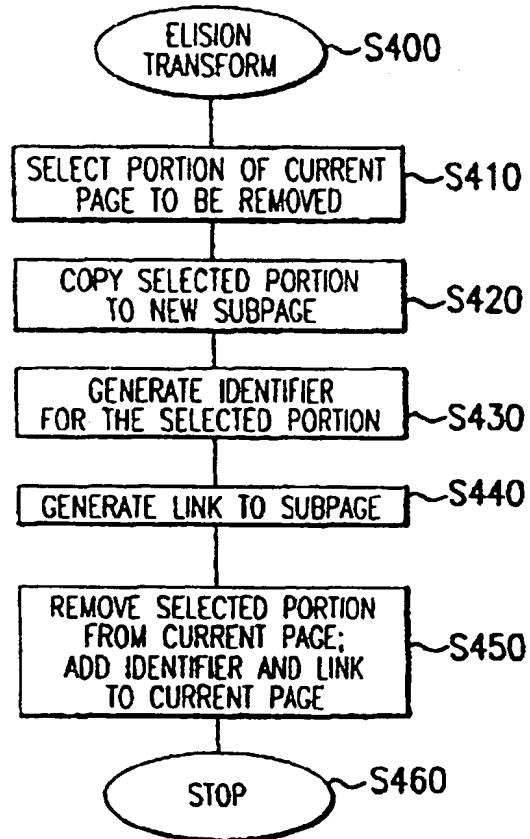 ELISION
TRANSFORM
S400
SELECT PORTION OF CURRENT
PAGE TO BE REMOVED
S410
COPY SELECTED PORTION
TO NEW SUBPAGE
S420
GENERATE IDENTIFIER
FOR THE SELECTED PORTION
S430
GENERATE LINK TO SUBPAGE
S440
REMOVE SELECTED PORTION
FROM CURRENT PAGE;
ADD IDENTIFIER AND LINK
TO CURRENT PAGE
S450
STOP
S460